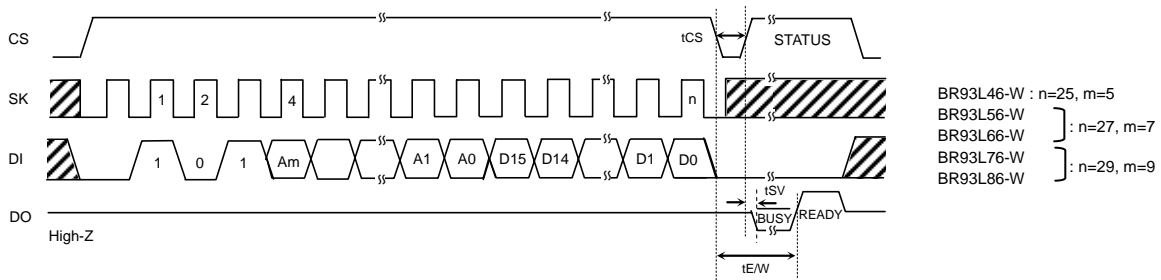 CS
tCS
STATUS
SK
1 2 4 n
BR93L46-W : n=25, m=5
BR93L56-W
BR93L66-W
: n=27, m=7
BR93L76-W
BR93L86-W
: n=29, m=9
DI
1 0 1 Am A1 A0 D15 D14 D1 D0
tSV
DO
BUSY READY
High-Z
tE/W